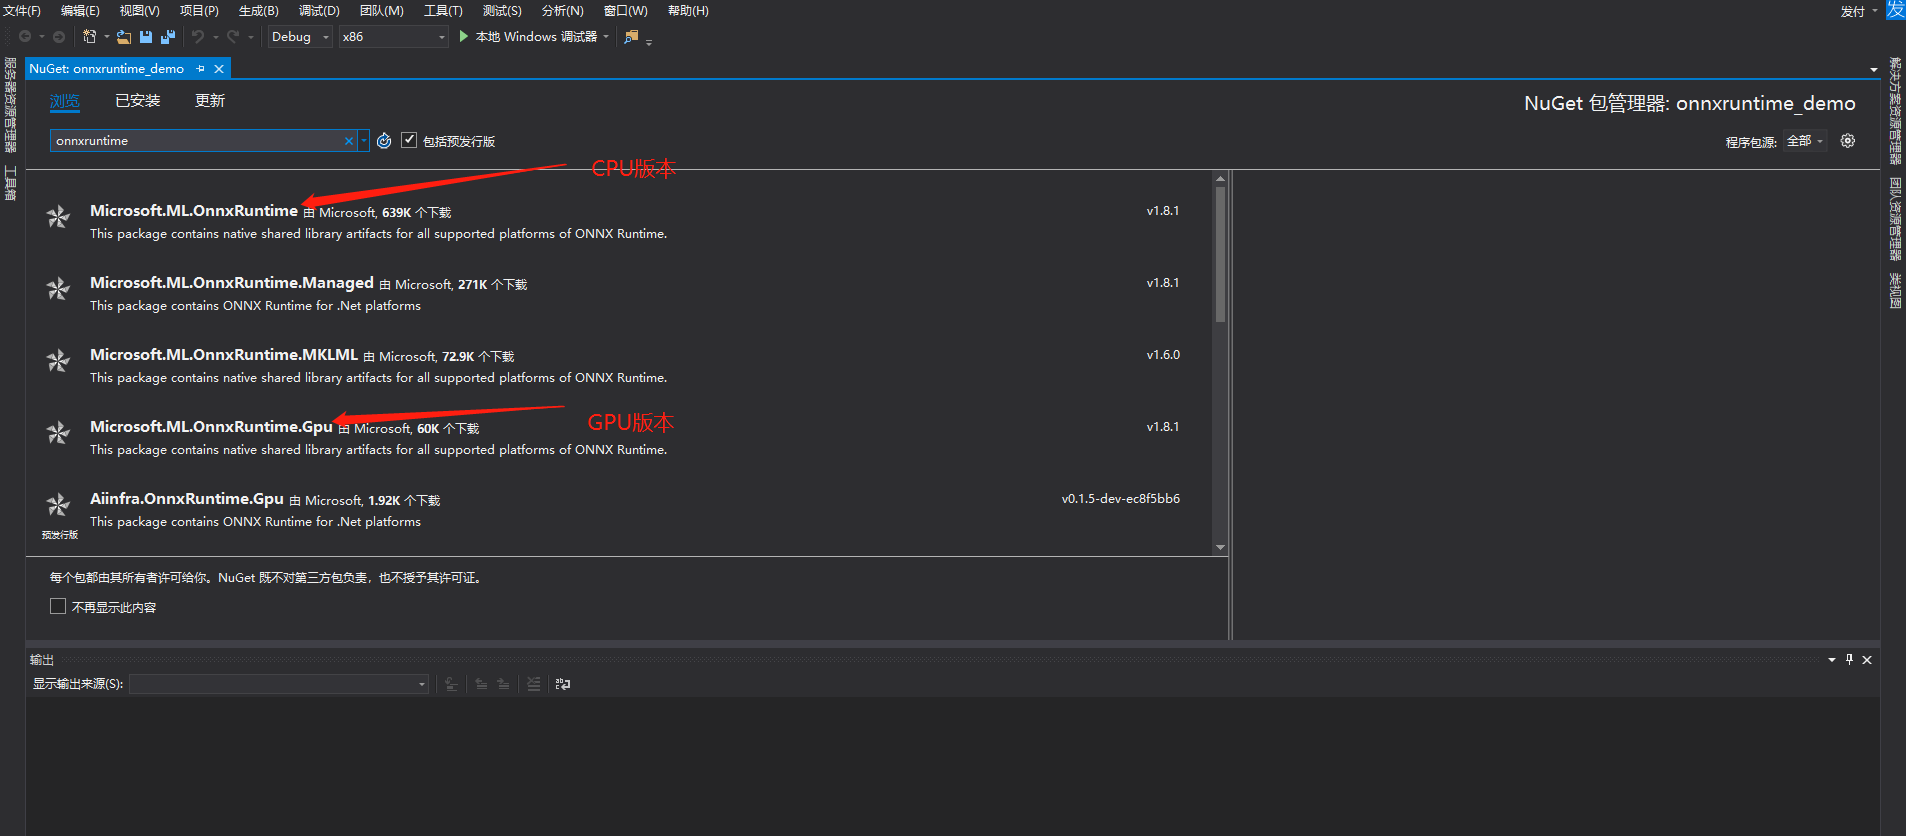 文件(F) 编辑(E) 视图(V) 项目(P) 生成(B) 调试(D) 团队(M) 工具(T) 测试(S) 分析(N) 窗口(W) 帮助(H) 发付 发
Debug x86 本地 Windows 调试器
服务器资源管理器
工具箱
NuGet: onnxruntime_demo
浏览 已安装 更新
NuGet 包管理器: onnxruntime_demo
onnxruntime 包括预发行版
程序包源: 全部
CPU版本
Microsoft.ML.OnnxRuntime 由 Microsoft, 639K 个下载 v1.8.1
This package contains native shared library artifacts for all supported platforms of ONNX Runtime.
Microsoft.ML.OnnxRuntime.Managed 由 Microsoft, 271K 个下载 v1.8.1
This package contains ONNX Runtime for .Net platforms
Microsoft.ML.OnnxRuntime.MKLML 由 Microsoft, 72.9K 个下载 v1.6.0
This package contains native shared library artifacts for all supported platforms of ONNX Runtime.
GPU版本
Microsoft.ML.OnnxRuntime.Gpu 由 Microsoft, 60K 个下载 v1.8.1
This package contains native shared library artifacts for all supported platforms of ONNX Runtime.
Aiinfra.OnnxRuntime.Gpu 由 Microsoft, 1.92K 个下载 v0.1.5-dev-ec8f5bb6
This package contains ONNX Runtime for .Net platforms
预发行版
每个包都由其所有者许可给你。NuGet 既不对第三方包负责，也不授予其许可证。
不再显示此内容
输出
显示输出来源(S):
解决方案资源管理器
团队资源管理器
类视图